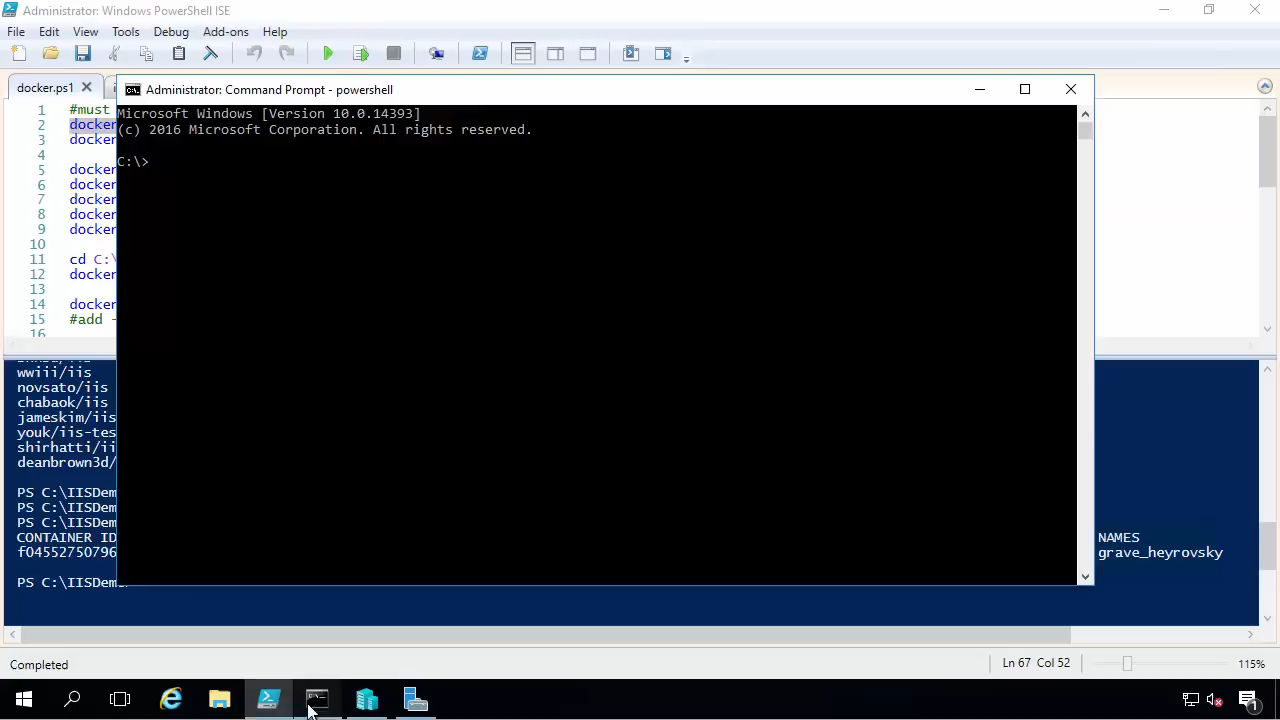 Administrator: Windows PowerShell ISE
File Edit View Tools Debug Add-ons Help
docker.ps1
Administrator: Command Prompt - powershell
Microsoft Windows [Version 10.0.14393]
(c) 2016 Microsoft Corporation. All rights reserved.
C:\>
1 #must
2 docker
3 docker
4
5 docker
6 docker
7 docker
8 docker
9 docker
10
11 cd C:\
12 docker
13
14 docker
15 #add
16
wwiii/iis
novsato/iis
chabaok/iis
jameskim/iis
youk/iis-tes
shirhatti/ii
deanbrown3d/
PS C:\IISDem
PS C:\IISDem
PS C:\IISDem
CONTAINER ID NAMES
f04552750796 grave_heyrovsky
PS C:\IISDem
Completed Ln 67 Col 52 115%
1